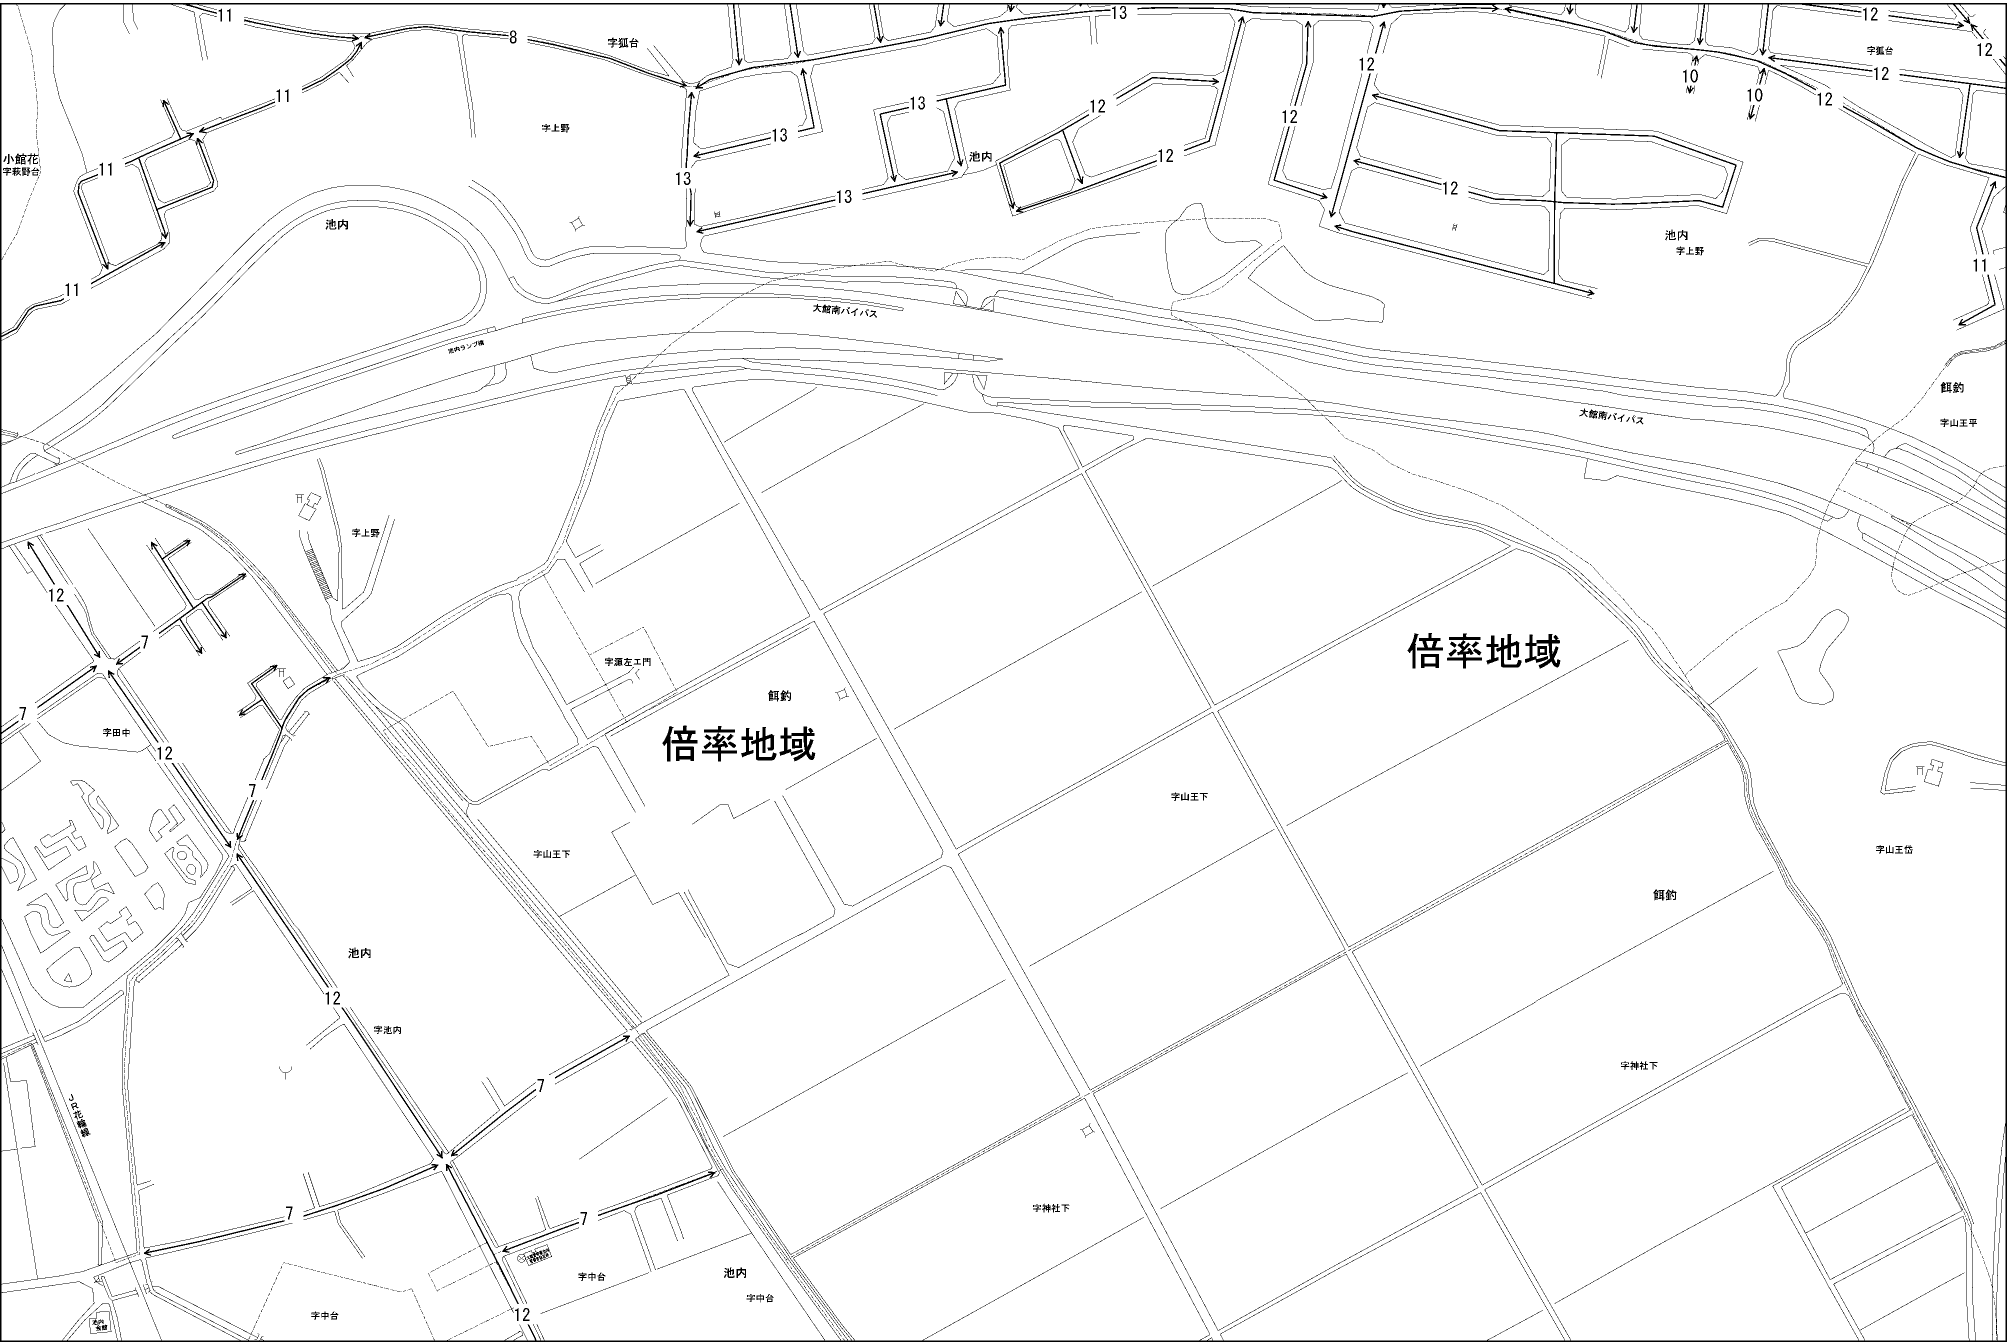 11
13
12
12
8
字狐台
字狐台
12
12
12
10
10
12
11
13
12
12
13
字上野
小館花
字萩野台
11
池内
12
13
12
13
池内
池内
字上野
11
11
大館南バイパス
池内ランプ橋
餌釣
大館南バイパス
字山王平
字上野
12
7
倍率地域
字灝左エ門
餌釣
7
字田中
倍率地域
12
7
字山王下
字山王下
字山王岱
餌釣
池内
12
字池内
字神社下
7
JR花輪線
字神社下
7
7
池内
字中台
字中台
字中台
12
池内
会館